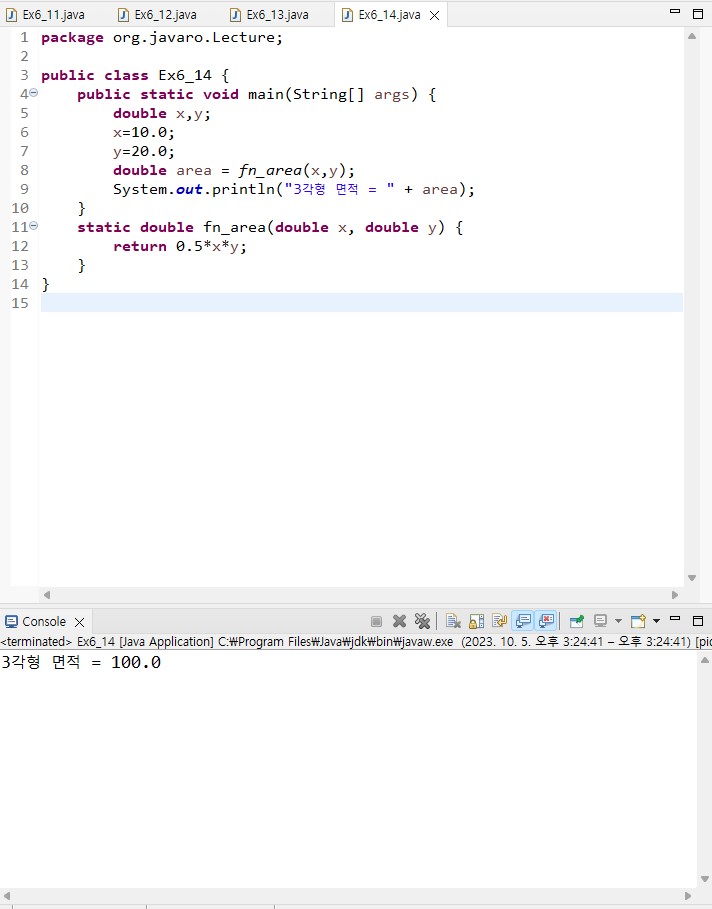 Ex6_11.java Ex6_12.java Ex6_13.java Ex6_14.java
1 package org.javaro.Lecture;
2
3 public class Ex6_14 {
4 public static void main(String[] args) {
5 double x,y;
6 x=10.0;
7 y=20.0;
8 double area = fn_area(x,y);
9 System.out.println("3각형 면적 = " + area);
10 }
11 static double fn_area(double x, double y) {
12 return 0.5*x*y;
13 }
14 }
15
Console
<terminated> Ex6_14 [Java Application] C:₩Program Files₩Java₩jdk₩bin₩javaw.exe (2023. 10. 5. 오후 3:24:41 – 오후 3:24:41) [pic
3각형 면적 = 100.0